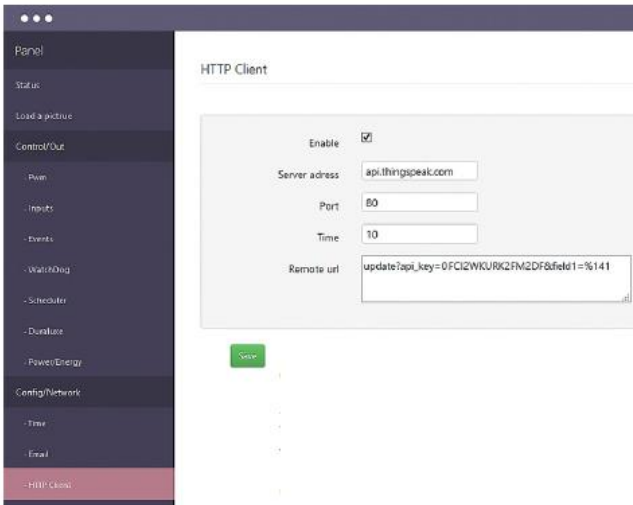 Panel
HTTP Client
Status
Load a pictrue
Control/Out
Enable
Server adress
api.thingspeak.com
- Pwm
Port
80
- Inputs
Time
10
- Events
Remote url
update?api_key=0FCI2WKURK2FM2DF&field1=%141
- WatchDog
- Scheduler
- Power/Energy
Save
Config/Network
- Time
- Email
- HTTP Client